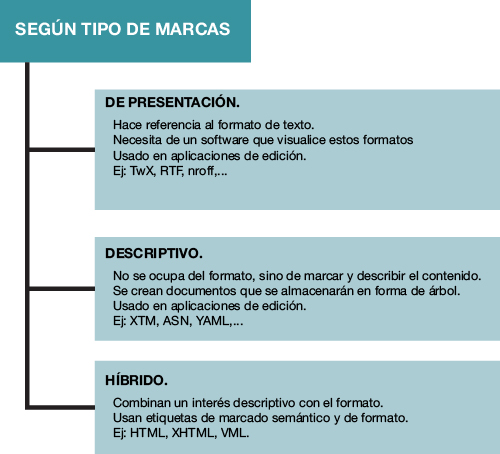 SEGÚN TIPO DE MARCAS
DE PRESENTACIÓN.
Hace referencia al formato de texto.
Necesita de un software que visualice estos formatos
Usado en aplicaciones de edición.
Ej: TwX, RTF, nroff,...
DESCRIPTIVO.
No se ocupa del formato, sino de marcar y describir el contenido.
Se crean documentos que se almacenarán en forma de árbol.
Usado en aplicaciones de edición.
Ej: XTM, ASN, YAML,...
HÍBRIDO.
Combinan un interés descriptivo con el formato.
Usan etiquetas de marcado semántico y de formato.
Ej: HTML, XHTML, VML.